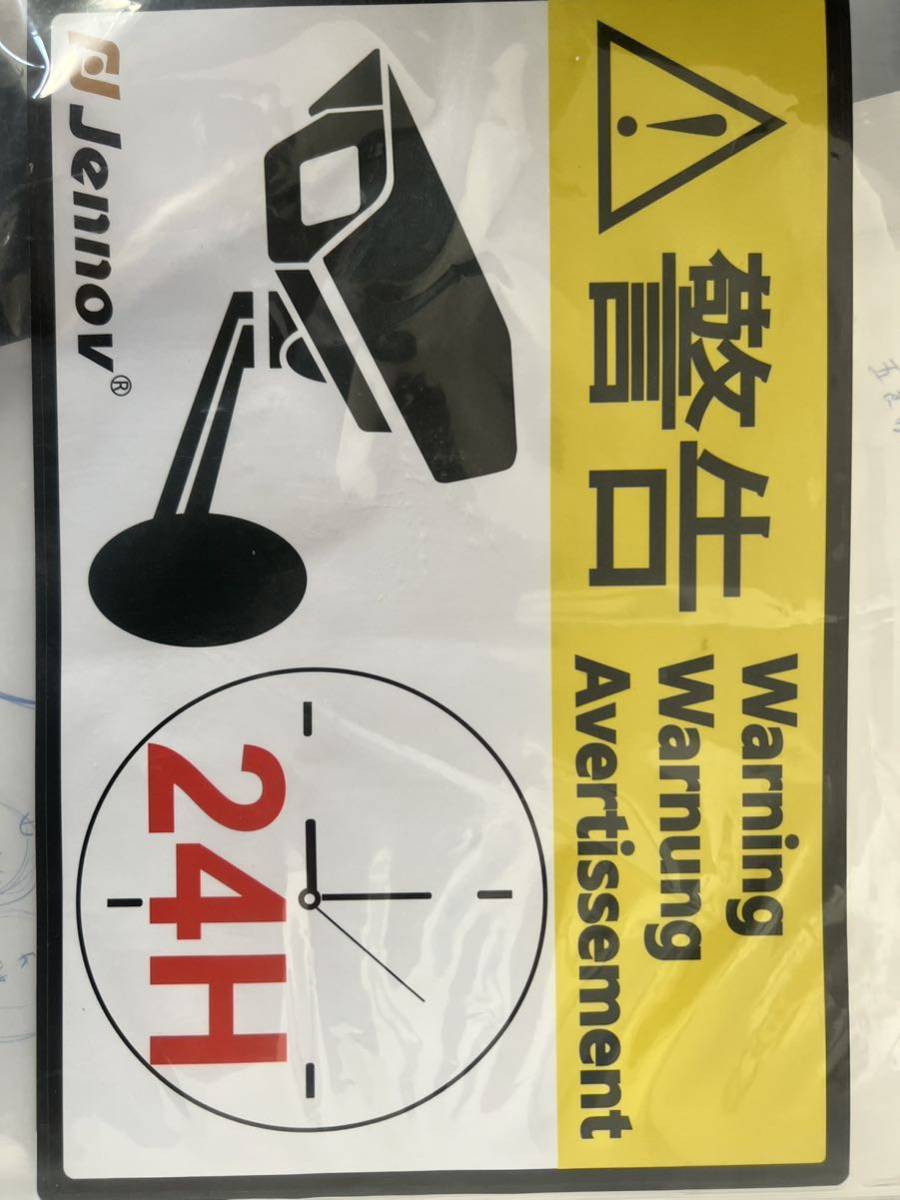 警告
Warning
Warnung
Avertissement
Jennov®
24H